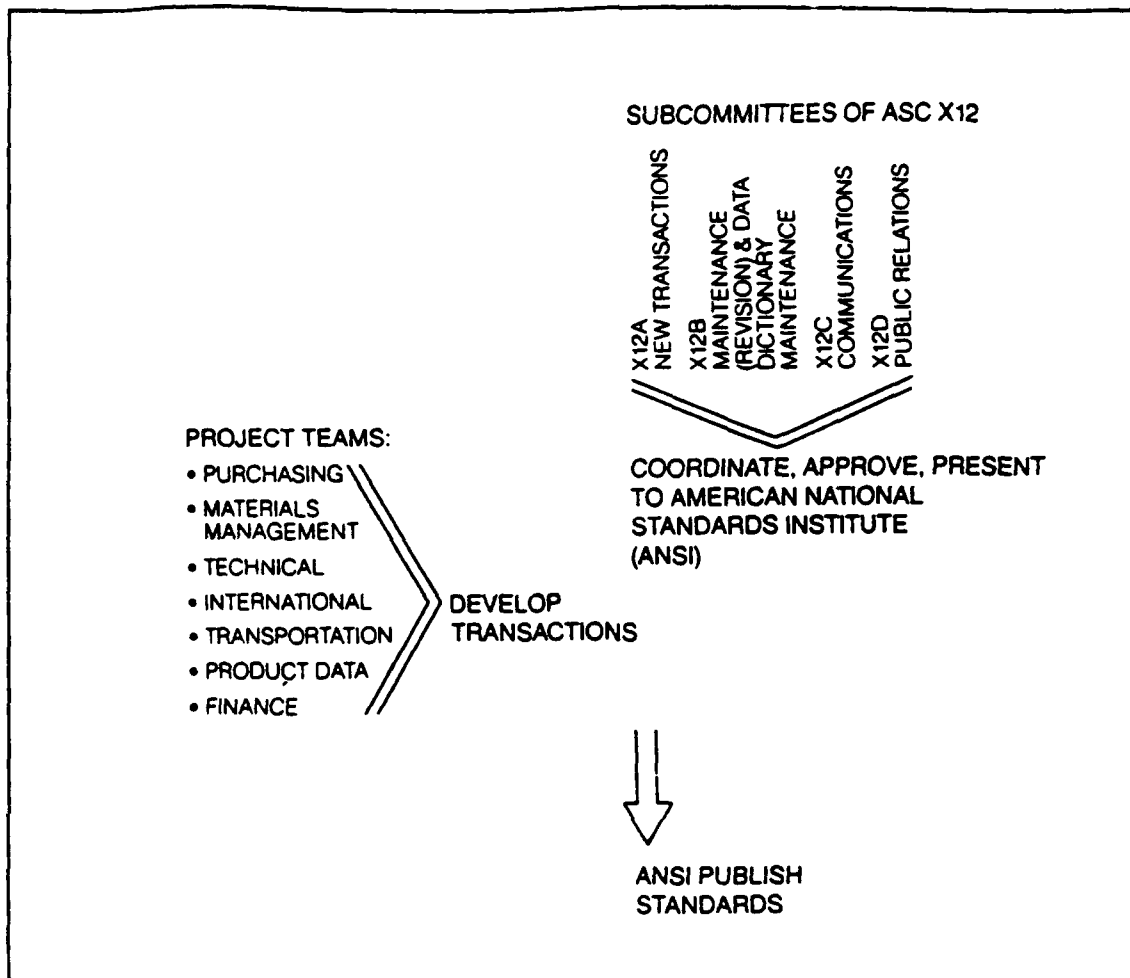 SUBCOMMITTEES OF ASC X12
X12A
NEW TRANSACTIONS
X12B
MAINTENANCE
(REVISION) & DATA
DICTIONARY
MAINTENANCE
X12C
COMMUNICATIONS
X12D
PUBLIC RELATIONS
COORDINATE, APPROVE, PRESENT
TO AMERICAN NATIONAL
STANDARDS INSTITUTE
(ANSI)
PROJECT TEAMS:
• PURCHASING
• MATERIALS
MANAGEMENT
• TECHNICAL
• INTERNATIONAL
• TRANSPORTATION
• PRODUCT DATA
• FINANCE
DEVELOP
TRANSACTIONS
ANSI PUBLISH
STANDARDS